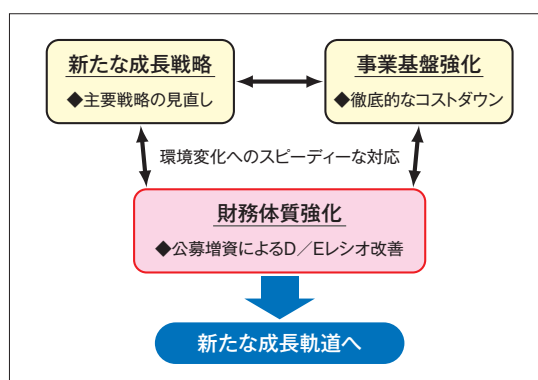 新たな成長戦略
◆主要戦略の見直し
事業基盤強化
◆徹底的なコストダウン
環境変化へのスピーディーな対応
財務体質強化
◆公募増資によるD／Eレシオ改善
新たな成長軌道へ